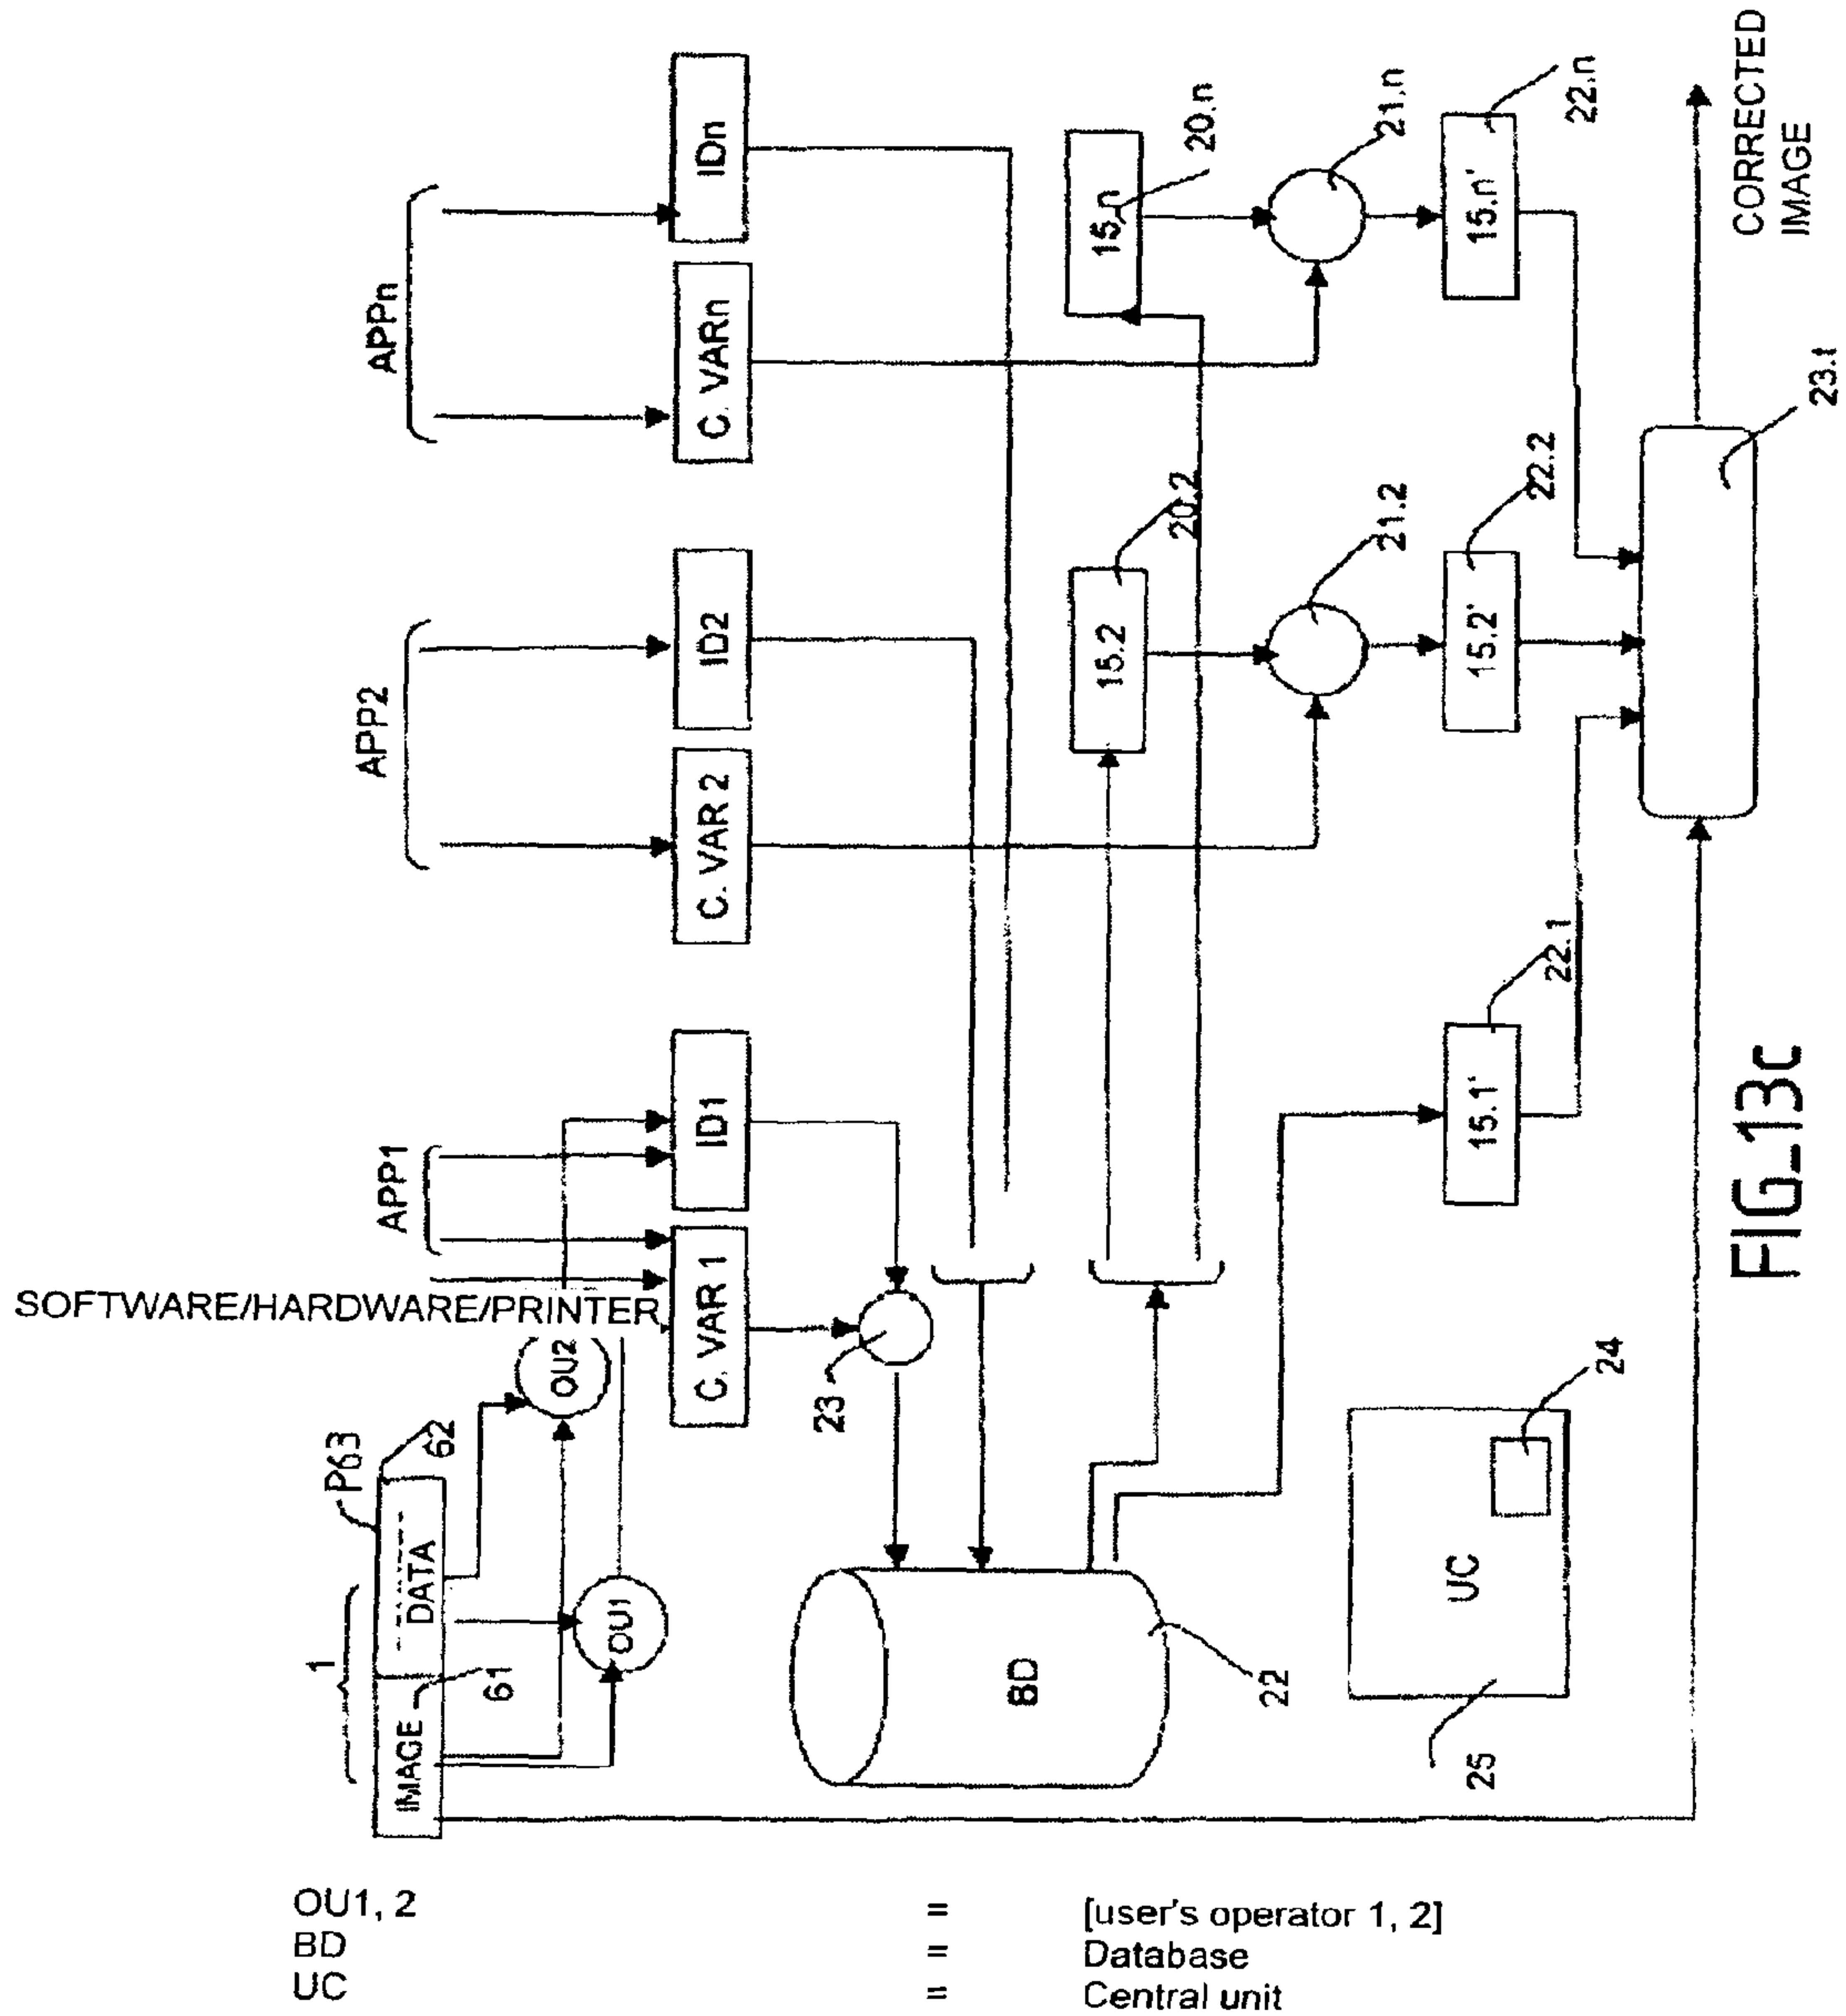 APP1
APP2
APPn
SOFTWARE/HARDWARE/PRINTER
1
P63
IMAGE
DATA
61
62
OU1
OU2
C. VAR 1
ID1
C. VAR 2
ID2
C. VARn
IDn
23
BD
22
15.2
20.2
15.n
20.n
21.2
21.n
15.1'
22.1
15.2'
22.2
15.n'
22.n
UC
24
25
23.t
CORRECTED
IMAGE
FIG_13c
OU1, 2 = [user's operator 1, 2]
BD = Database
UC = Central unit